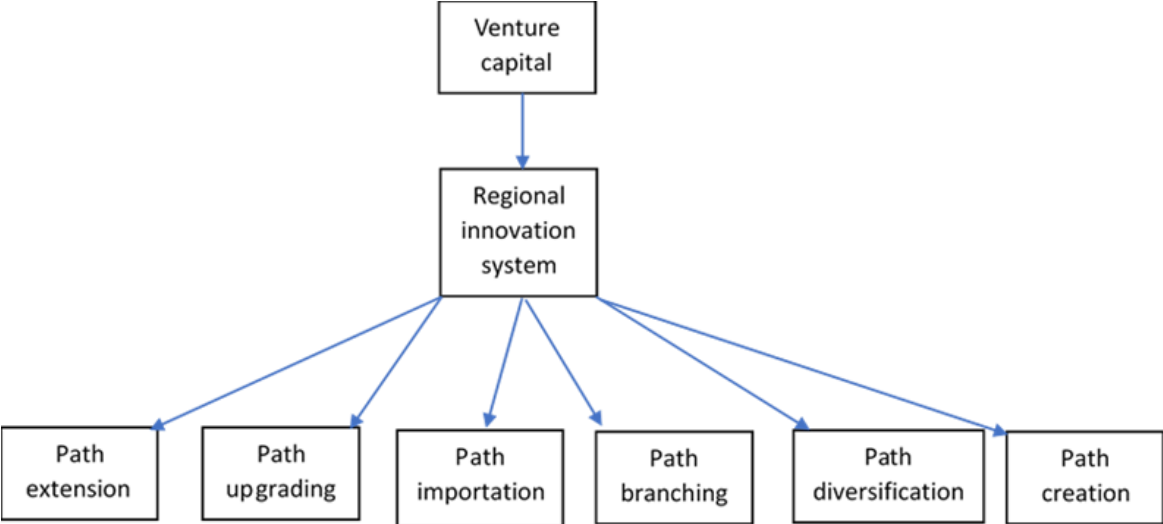 Venture
capital
Regional
innovation
system
Path
extension
Path
upgrading
Path
importation
Path
branching
Path
diversification
Path
creation